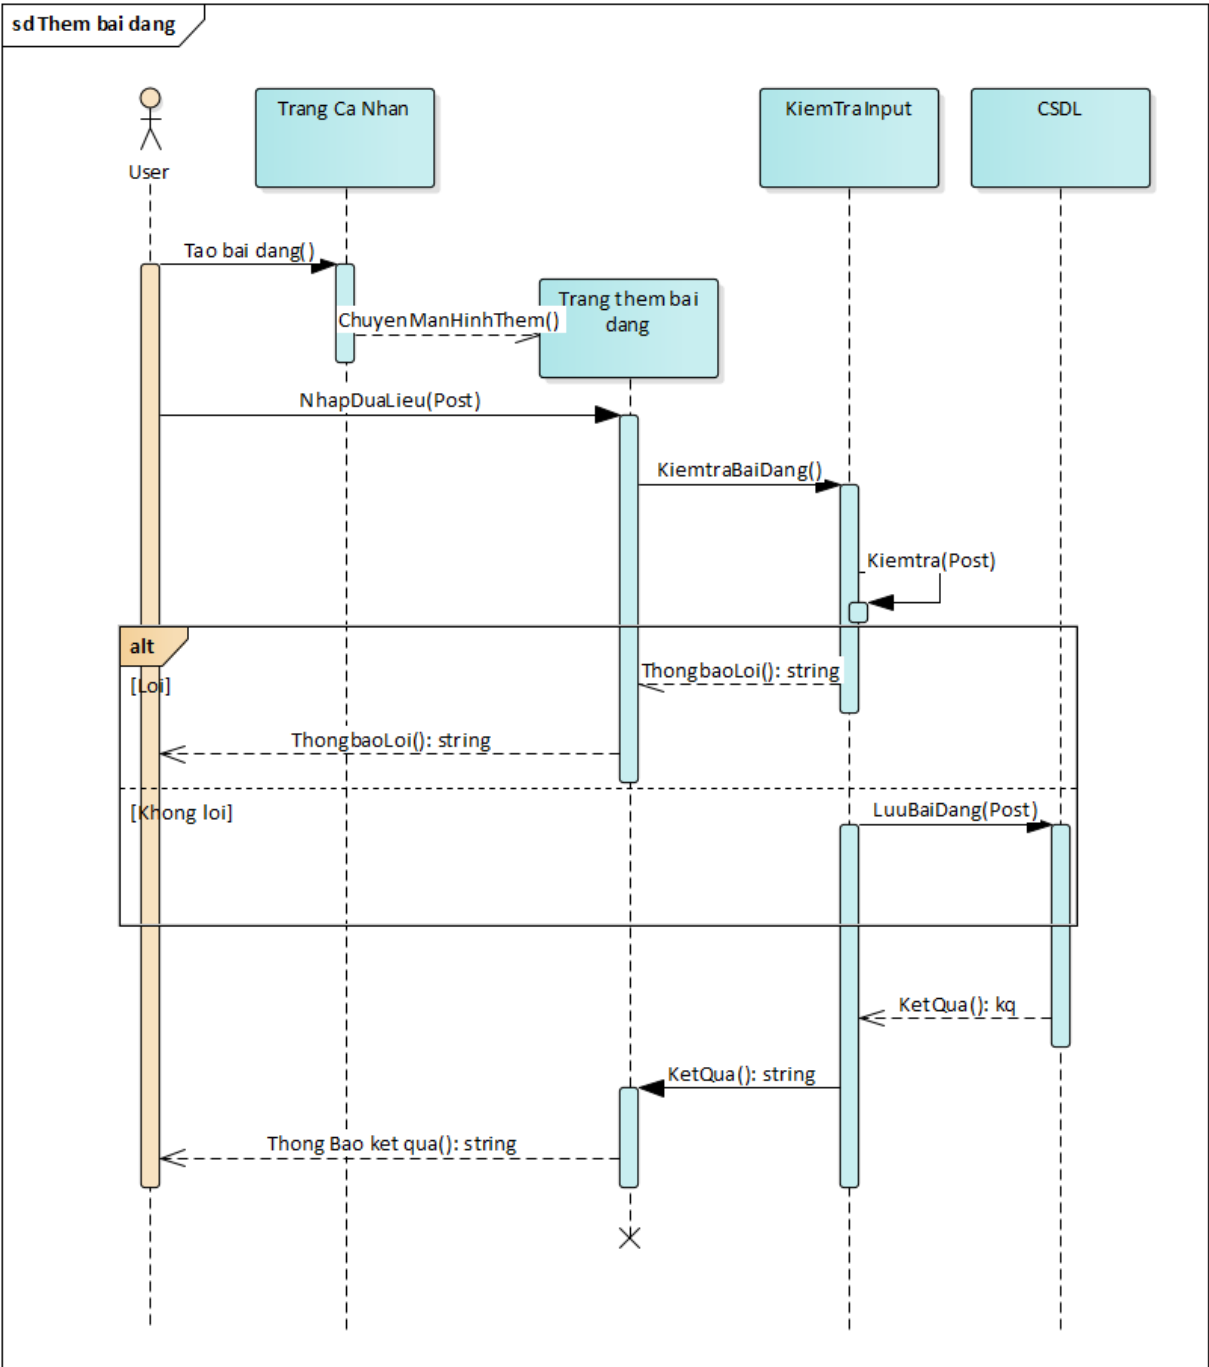 sd Them bai dang
User
Trang Ca Nhan
KiemTraInput
CSDL
Tao bai dang()
Trang them bai
dang
ChuyenManHinhThem()
NhapDuaLieu(Post)
KiemtraBaiDang()
Kiemtra(Post)
alt
[Loi]
ThongbaoLoi(): string
ThongbaoLoi(): string
[Khong loi]
LuuBaiDang(Post)
KetQua(): kq
KetQua(): string
Thong Bao ket qua(): string